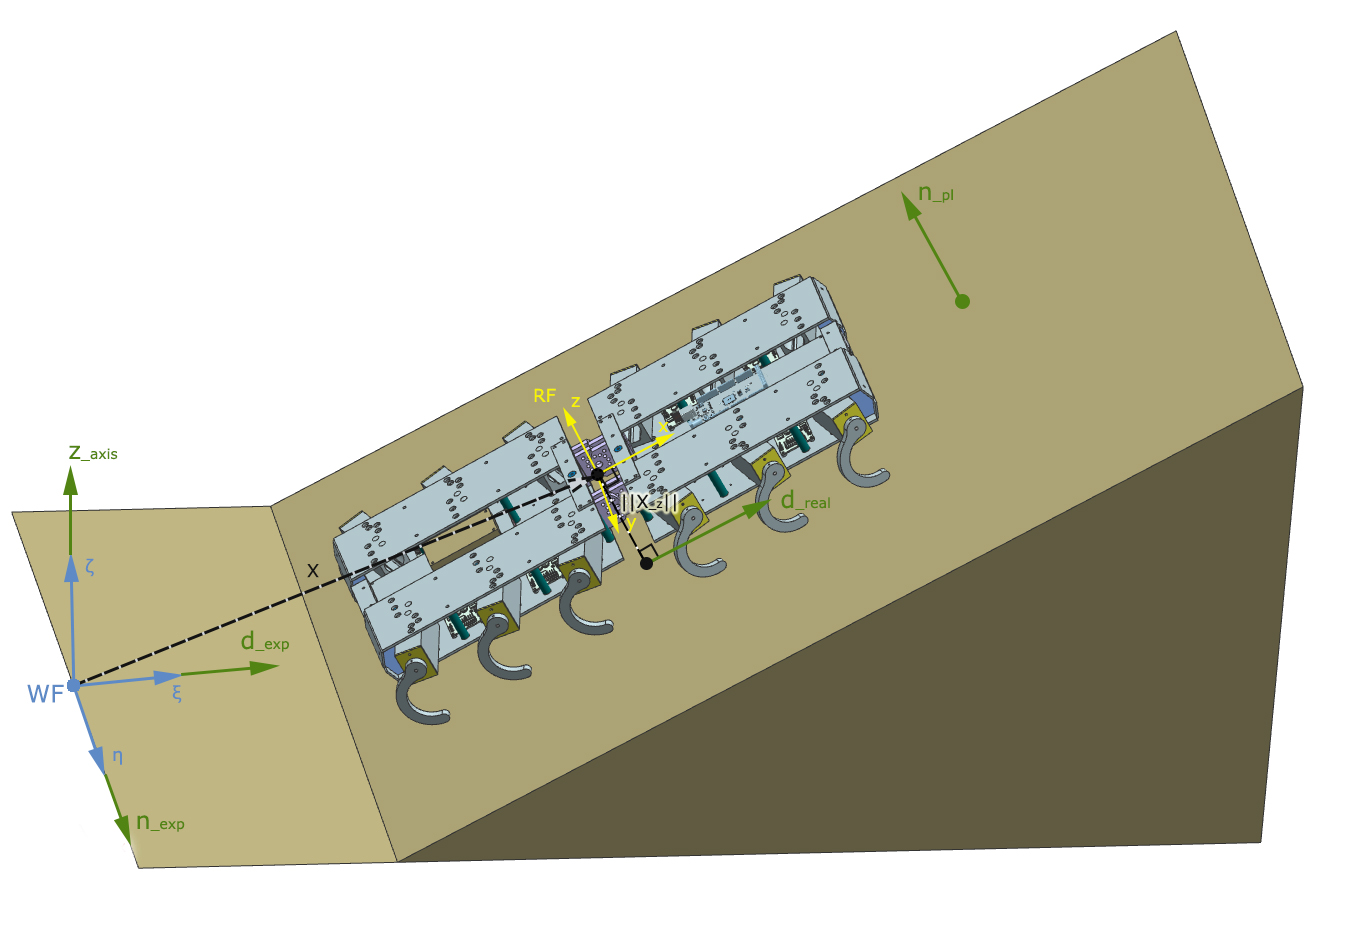 n_pl
RF
z
x
z_axis
||X_z||
d_real
y
ζ
X
d_exp
WF
ξ
η
n_exp